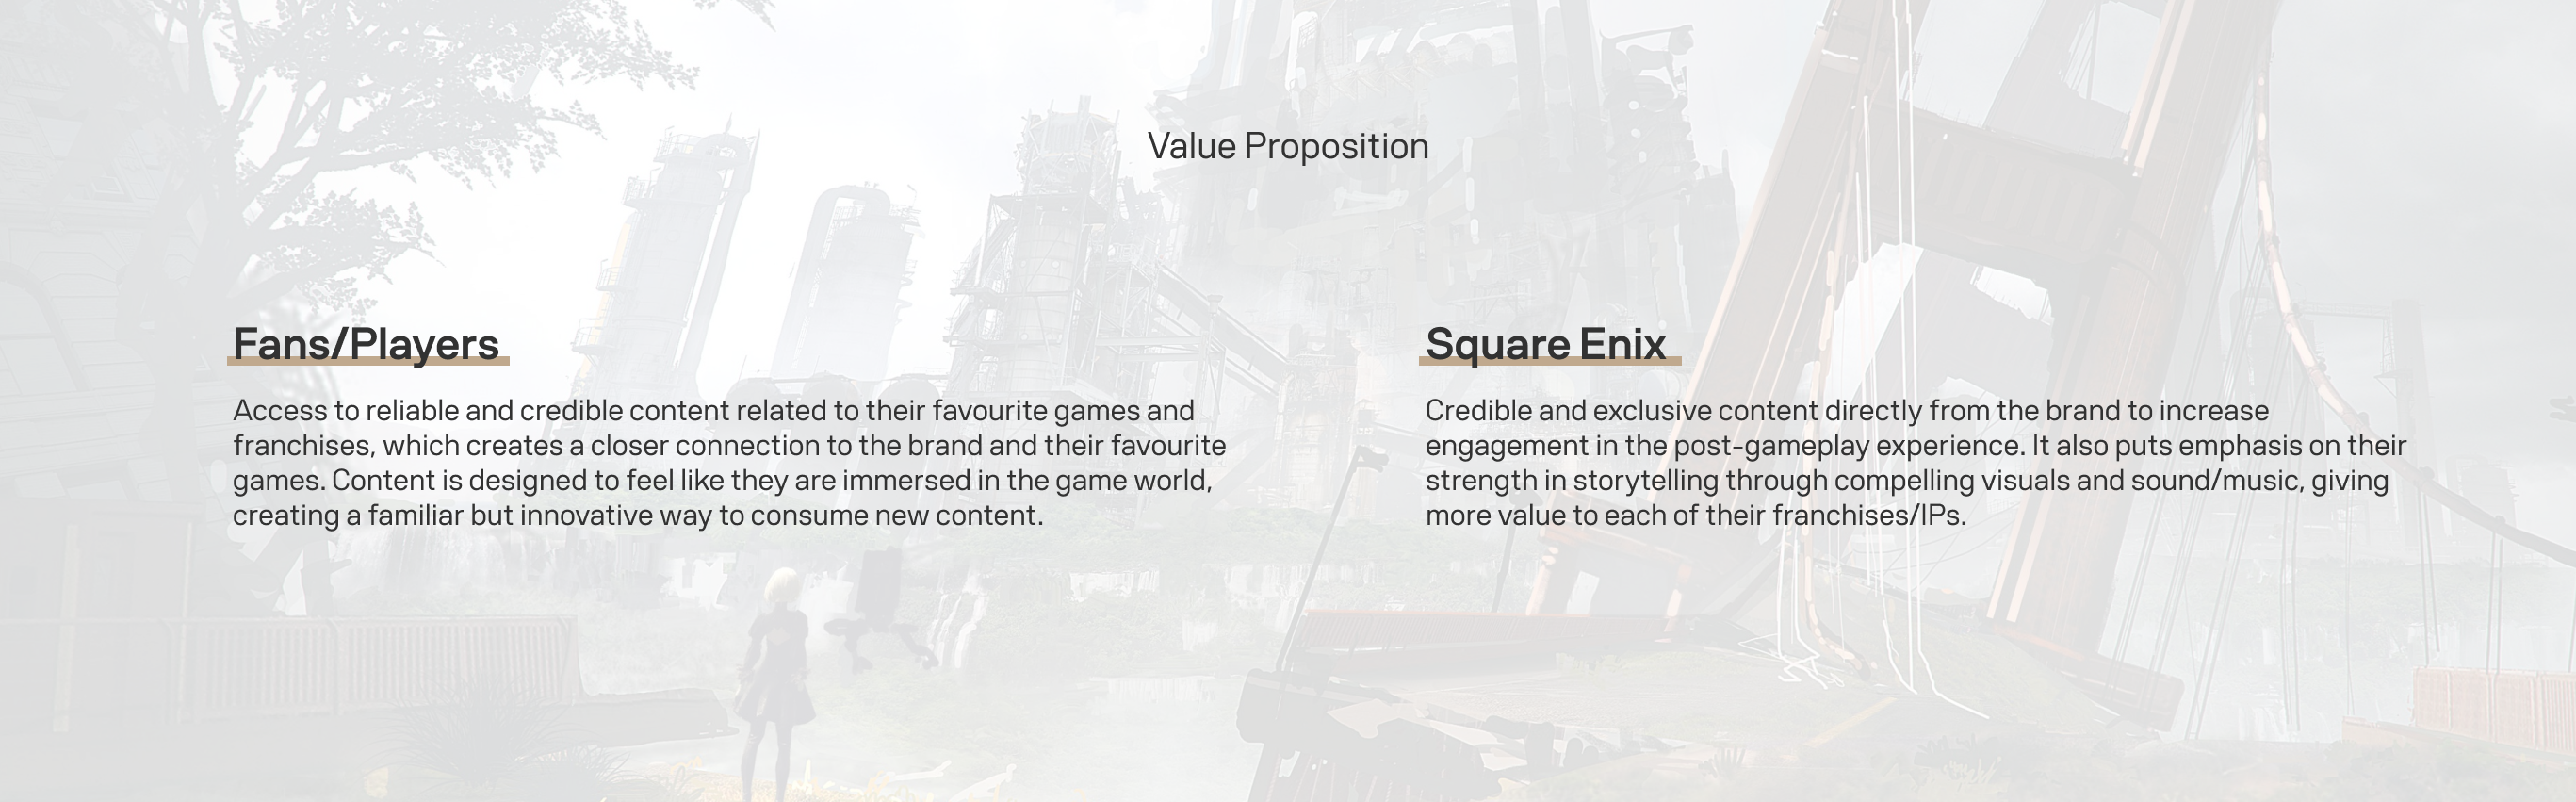 Value Proposition
Fans/Players
Access to reliable and credible content related to their favourite games and
franchises, which creates a closer connection to the brand and their favourite
games. Content is designed to feel like they are immersed in the game world,
creating a familiar but innovative way to consume new content.
Square Enix
Credible and exclusive content directly from the brand to increase
engagement in the post-gameplay experience. It also puts emphasis on their
strength in storytelling through compelling visuals and sound/music, giving
more value to each of their franchises/IPs.